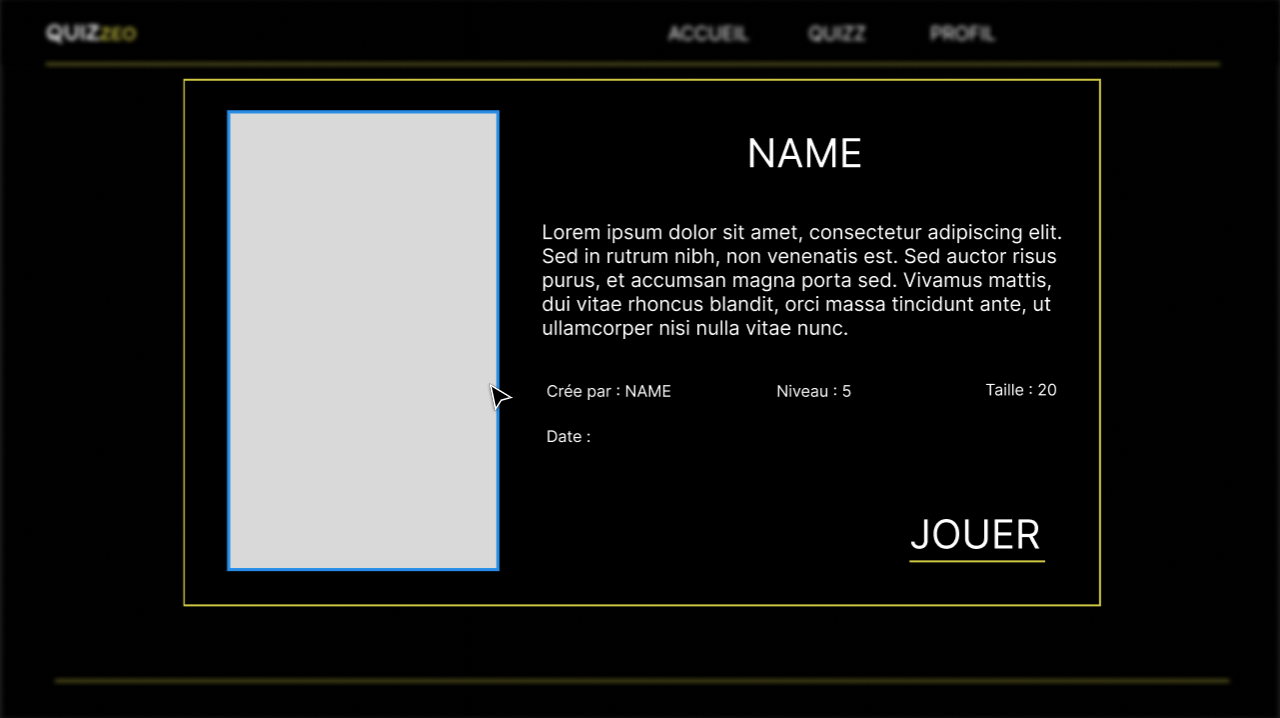 QUIZZEO
ACCUEIL QUIZZ PROFIL
NAME
Lorem ipsum dolor sit amet, consectetur adipiscing elit.
Sed in rutrum nibh, non venenatis est. Sed auctor risus
purus, et accumsan magna porta sed. Vivamus mattis,
dui vitae rhoncus blandit, orci massa tincidunt ante, ut
ullamcorper nisi nulla vitae nunc.
Crée par : NAME Niveau : 5 Taille : 20
Date :
JOUER